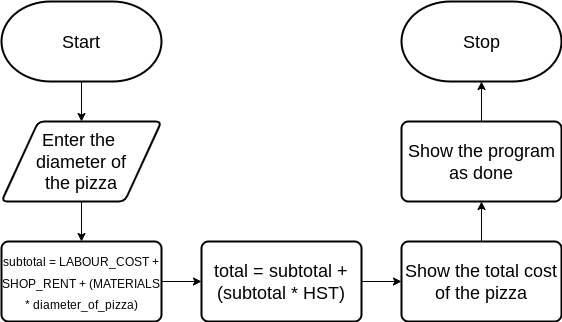 Start
Enter the
diameter of
the pizza
subtotal = LABOUR_COST +
SHOP_RENT + (MATERIALS
* diameter_of_pizza)
total = subtotal +
(subtotal * HST)
Show the total cost
of the pizza
Show the program
as done
Stop